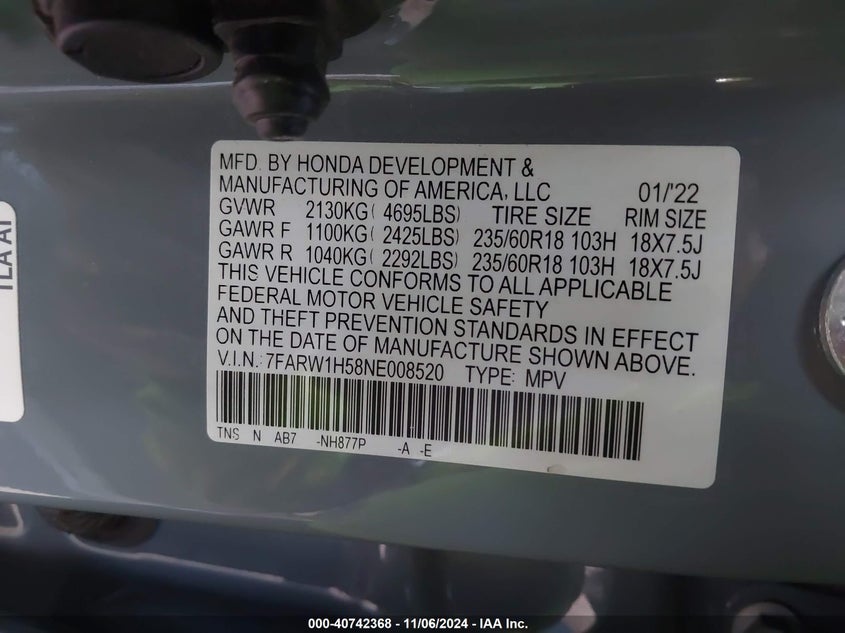 MFD. BY HONDA DEVELOPMENT &
MANUFACTURING OF AMERICA, LLC 01/'22
GVWR 2130KG( 4695LBS) TIRE SIZE RIM SIZE
GAWR F 1100KG( 2425LBS) 235/60R18 103H 18X7.5J
GAWR R 1040KG( 2292LBS) 235/60R18 103H 18X7.5J
THIS VEHICLE CONFORMS TO ALL APPLICABLE
FEDERAL MOTOR VEHICLE SAFETY
AND THEFT PREVENTION STANDARDS IN EFFECT
ON THE DATE OF MANUFACTURE SHOWN ABOVE.
V.I.N.: 7FARW1H58NE008520 TYPE: MPV
TNS N AB7 -NH877P -A -E
TLA A1
000-40742368 - 11/06/2024 - IAA Inc.